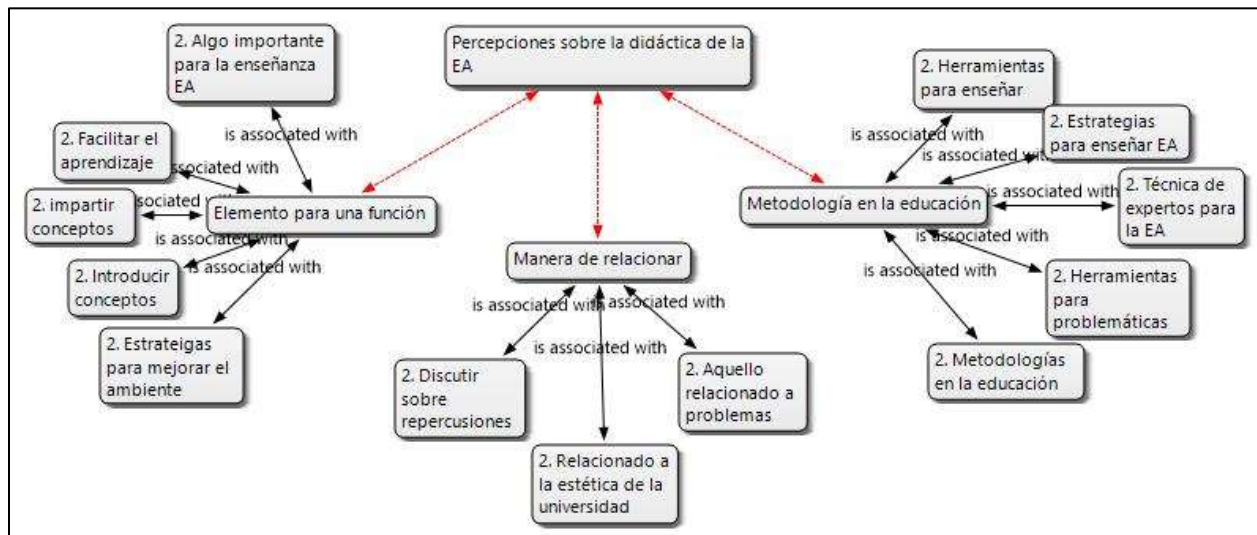 Percepciones sobre la didáctica de la
EA
2. Algo importante
para la enseñanza
EA
is associated with
2. Facilitar el
aprendizaje
associated with
2. impartir
conceptos
associated with
Elemento para una función
is associated with
2. Introducir
conceptos
is associated with
2. Estrateigas
para mejorar el
ambiente
Manera de relacionar
is associated with
associated with
is associated with
2. Discutir
sobre
repercusiones
2. Relacionado a
la estética de la
universidad
2. Aquello
relacionado a
problemas
2. Herramientas
para enseñar
is associated with
2. Estrategias
para enseñar EA
is associated with
2. Técnica de
expertos para
la EA
is associated with
Metodología en la educación
is associated with
2. Herramientas
para
problemáticas
is associated with
2. Metodologías
en la educación